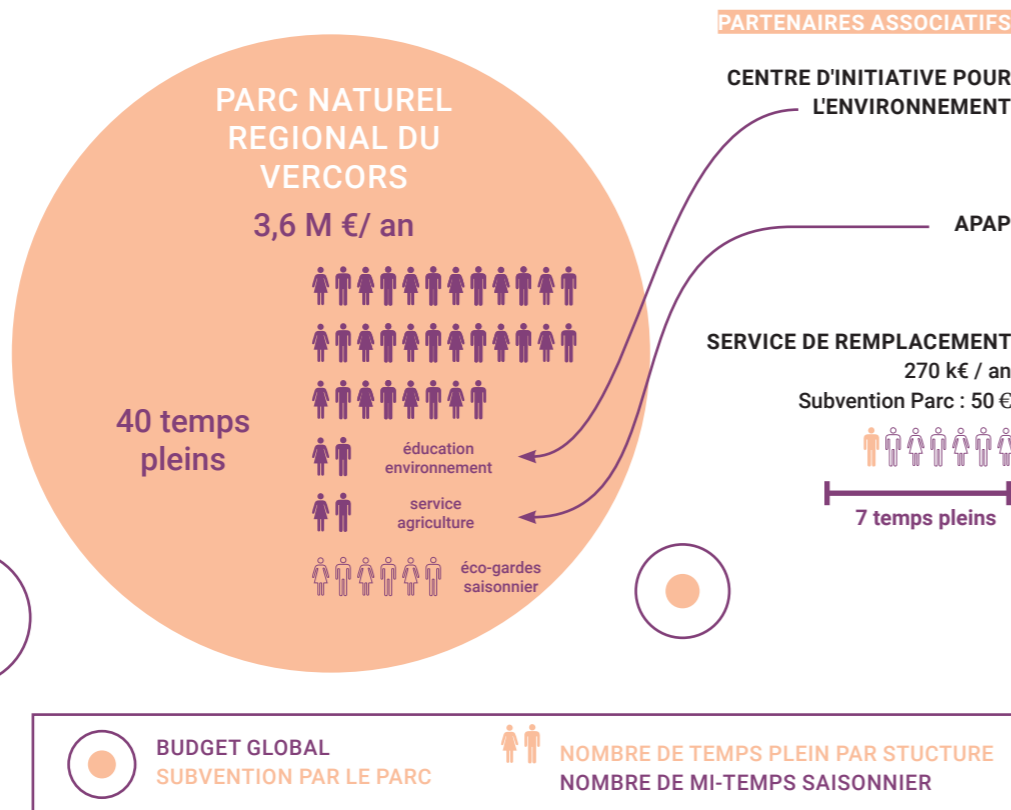 PARTENAIRES ASSOCIATIFS
PARC NATUREL
REGIONAL DU
VERCORS
3,6 M €/ an
40 temps
pleins
éducation
environnement
service
agriculture
éco-gardes
saisonnier
CENTRE D'INITIATIVE POUR
L'ENVIRONNEMENT
APAP
SERVICE DE REMPLACEMENT
270 k€ / an
Subvention Parc : 50 €
7 temps pleins
BUDGET GLOBAL
SUBVENTION PAR LE PARC
NOMBRE DE TEMPS PLEIN PAR STUCTURE
NOMBRE DE MI-TEMPS SAISONNIER